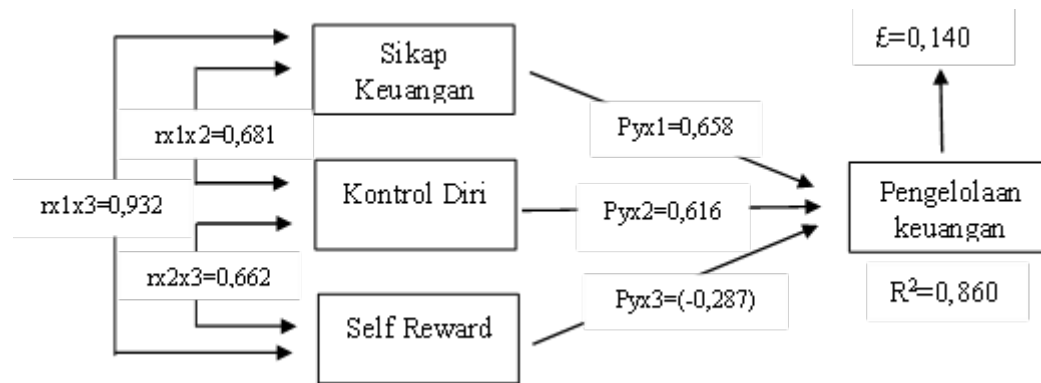 £=0,140
Sikap
Keuangan
rx1x2=0,681
Pyx1=0,658
rx1x3=0,932
Kontrol Diri
Pyx2=0,616
Pengelolaan
keuangan
rx2x3=0,662
Pyx3=(-0,287)
R²=0,860
Self Reward